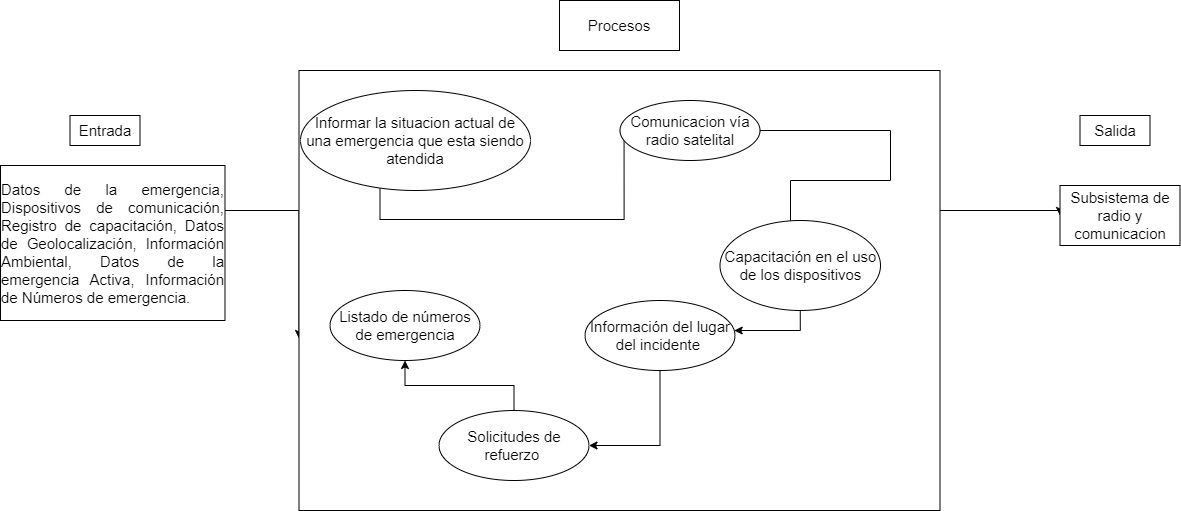 Procesos
Entrada
Datos de la emergencia,
Dispositivos de comunicación,
Registro de capacitación, Datos
de Geolocalización, Información
Ambiental, Datos de la
emergencia Activa, Información
de Números de emergencia.
Informar la situacion actual de
una emergencia que esta siendo
atendida
Comunicacion vía
radio satelital
Capacitación en el uso
de los dispositivos
Información del lugar
del incidente
Solicitudes de
refuerzo
Listado de números
de emergencia
Salida
Subsistema de
radio y
comunicacion